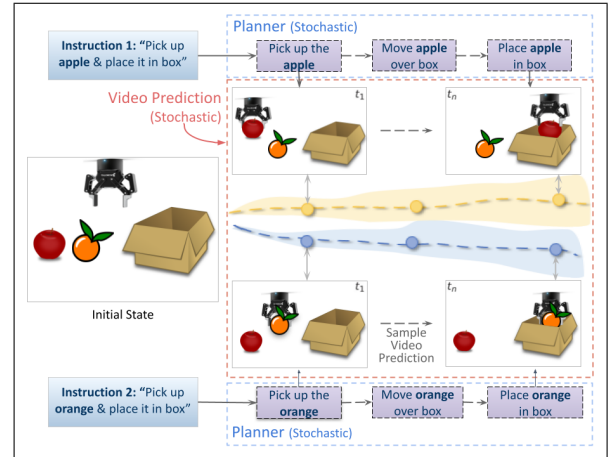 Planner (Stochastic)
Instruction 1: “Pick up
apple & place it in box”
Pick up the
apple
Move apple
over box
Place apple
in box
Video Prediction
(Stochastic)
t1
tn
Initial State
t1
tn
Sample
Video
Prediction
Instruction 2: “Pick up
orange & place it in box”
Pick up the
orange
Move orange
over box
Place orange
in box
Planner (Stochastic)